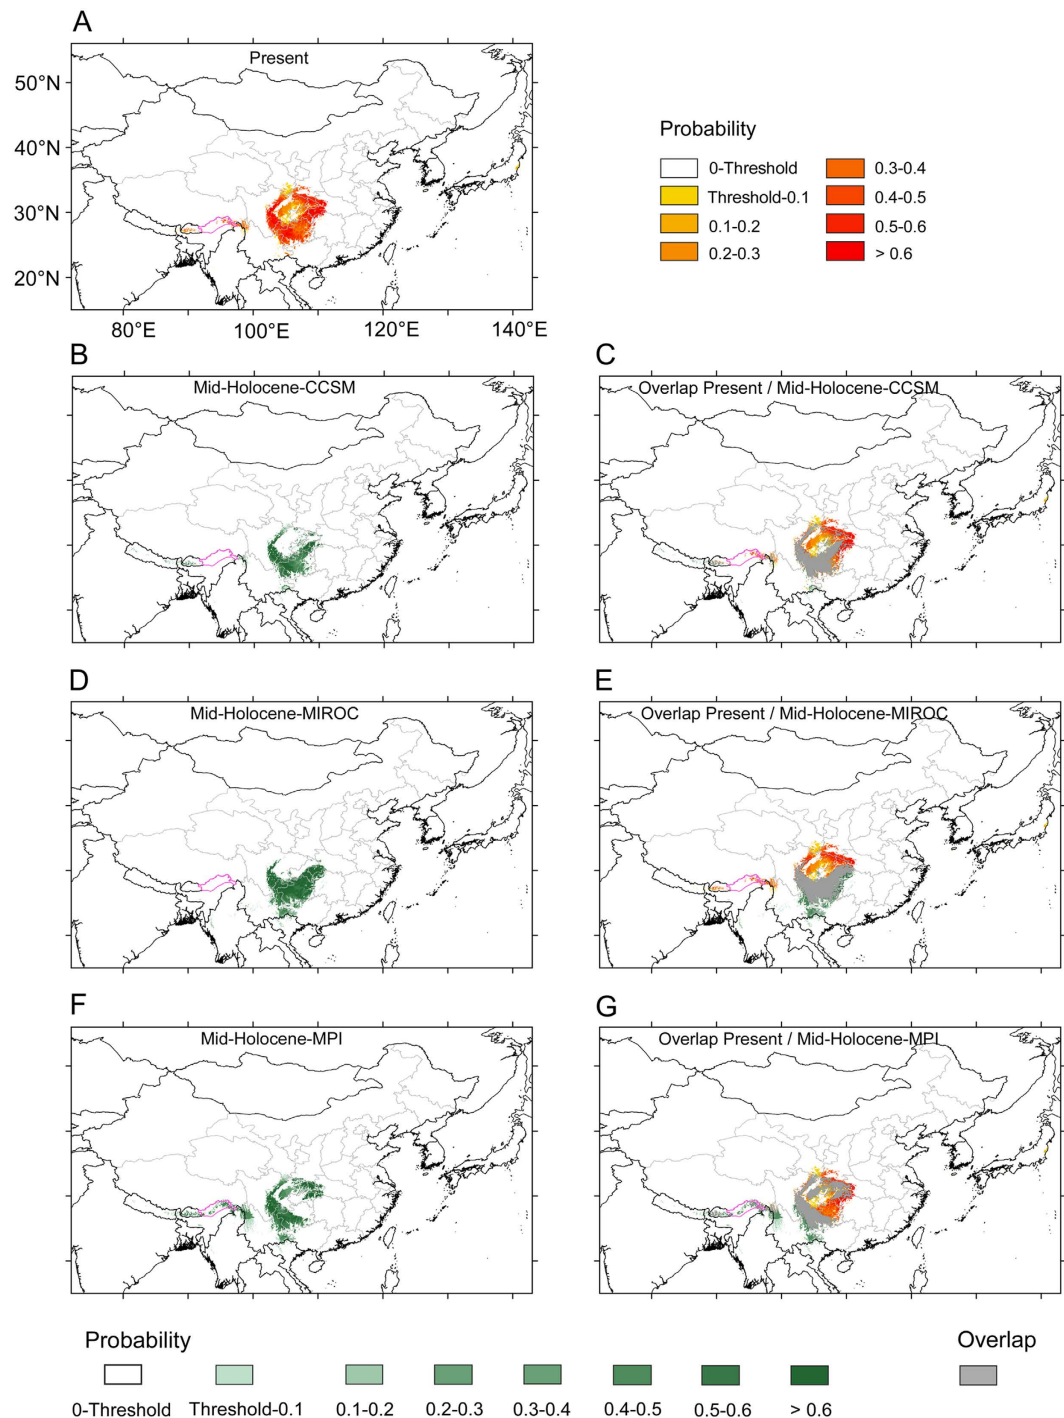 A
Present
50°N
40°N
30°N
20°N
80°E 100°E 120°E 140°E
Probability
0-Threshold 0.3-0.4
Threshold-0.1 0.4-0.5
0.1-0.2 0.5-0.6
0.2-0.3 > 0.6
B
Mid-Holocene-CCSM
C
Overlap Present / Mid-Holocene-CCSM
D
Mid-Holocene-MIROC
E
Overlap Present / Mid-Holocene-MIROC
F
Mid-Holocene-MPI
G
Overlap Present / Mid-Holocene-MPI
Probability Overlap
0-Threshold Threshold-0.1 0.1-0.2 0.2-0.3 0.3-0.4 0.4-0.5 0.5-0.6 > 0.6